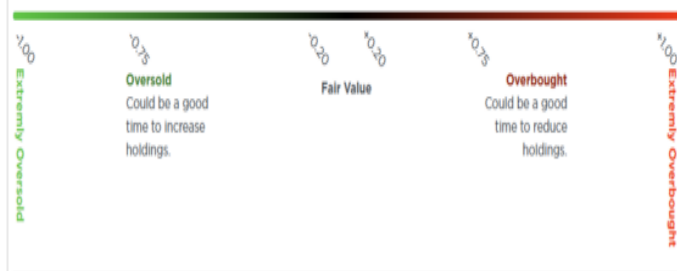 -1.00
-0.75
-0.20
+0.20
+0.75
+1.00
Extremly Oversold
Oversold
Could be a good
time to increase
holdings.
Fair Value
Overbought
Could be a good
time to reduce
holdings.
Extremly Overbought